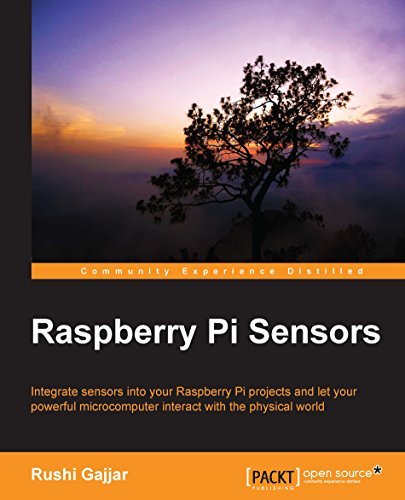 Community Experience Distilled
Raspberry Pi Sensors
Integrate sensors into your Raspberry Pi projects and let your
powerful microcomputer interact with the physical world
Rushi Gajjar
[PACKT] open source*
PUBLISHING community experience distilled